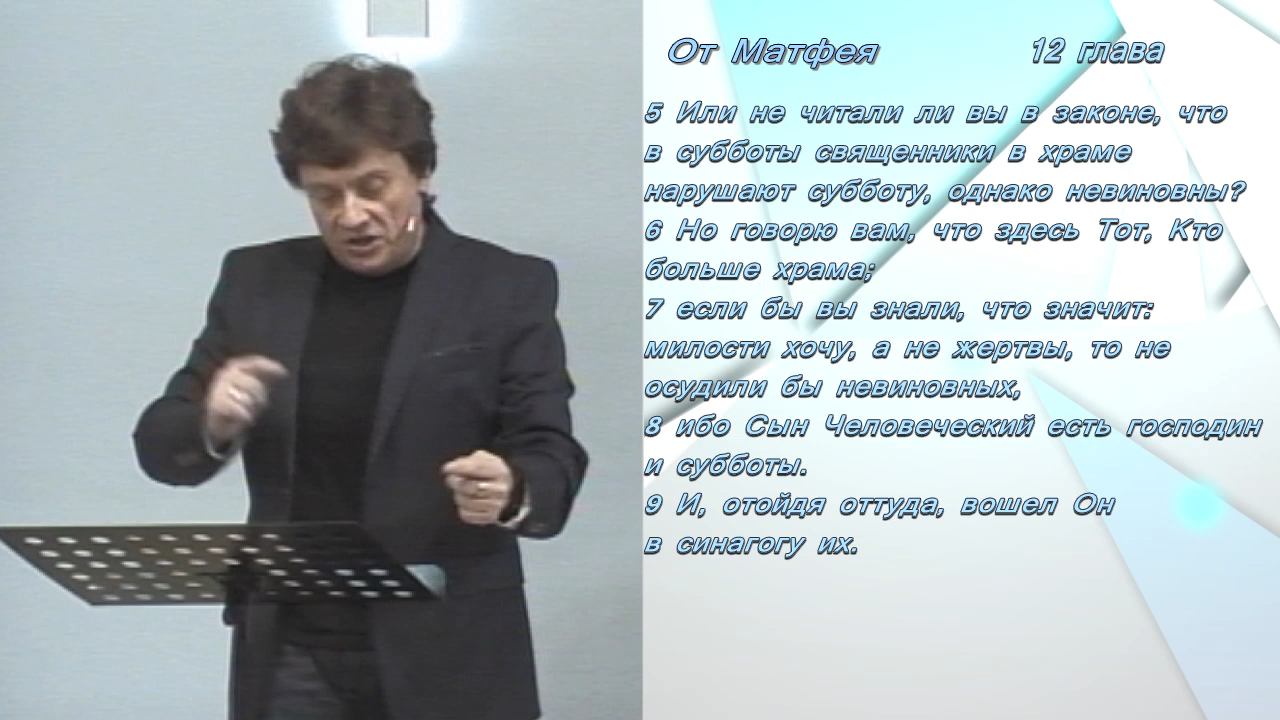 От Матфея 12 глава
5 Или не читали ли вы в законе, что
в субботы священники в храме
нарушают субботу, однако невиновны?
6 Но говорю вам, что здесь Тот, Кто
больше храма;
7 если бы вы знали, что значит:
милости хочу, а не жертвы, то не
осудили бы невиновных,
8 ибо Сын Человеческий есть господин
и субботы.
9 И, отойдя оттуда, вошел Он
в синагогу их.